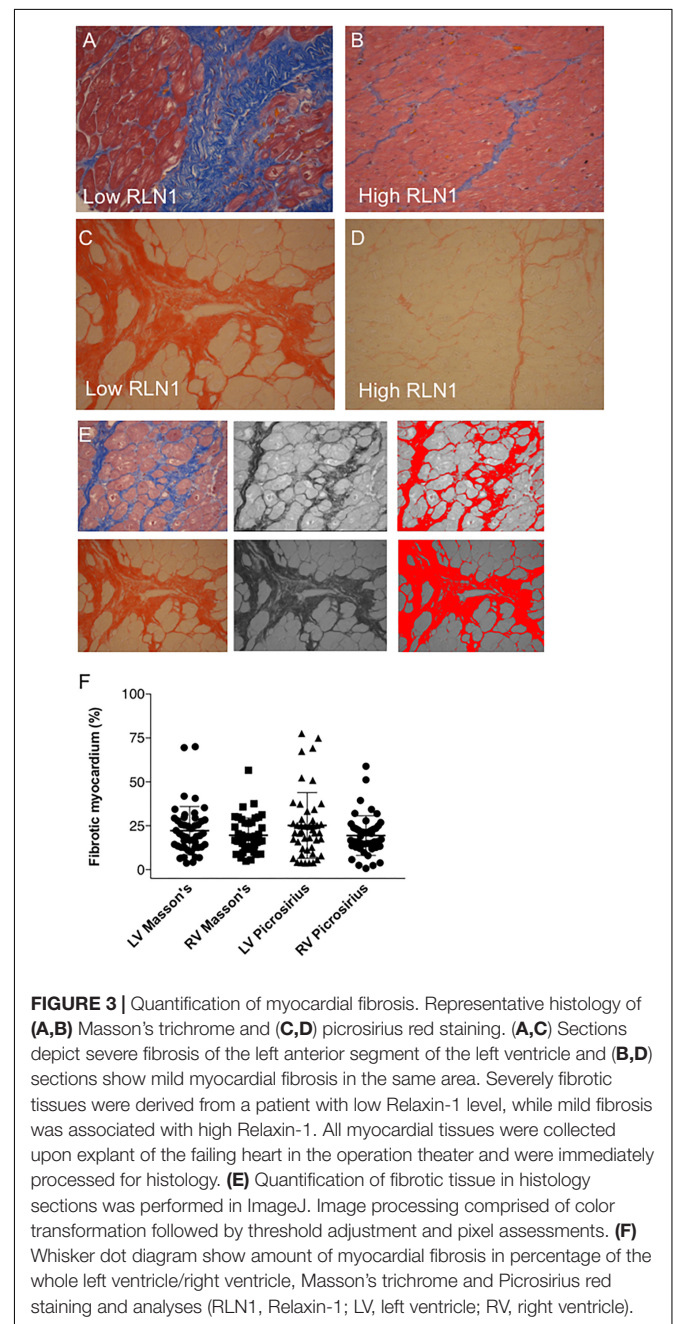 A
B
Low RLN1
High RLN1
C
D
Low RLN1
High RLN1
E
F
Fibrotic myocardium (%)
100
75
50
25
0
LV Masson's
RV Masson's
LV Picrosirius
RV Picrosirius
FIGURE 3 | Quantification of myocardial fibrosis. Representative histology of
(A,B) Masson's trichrome and (C,D) picrosirius red staining. (A,C) Sections
depict severe fibrosis of the left anterior segment of the left ventricle and (B,D)
sections show mild myocardial fibrosis in the same area. Severely fibrotic
tissues were derived from a patient with low Relaxin-1 level, while mild fibrosis
was associated with high Relaxin-1. All myocardial tissues were collected
upon explant of the failing heart in the operation theater and were immediately
processed for histology. (E) Quantification of fibrotic tissue in histology
sections was performed in ImageJ. Image processing comprised of color
transformation followed by threshold adjustment and pixel assessments. (F)
Whisker dot diagram show amount of myocardial fibrosis in percentage of the
whole left ventricle/right ventricle, Masson's trichrome and Picrosirius red
staining and analyses (RLN1, Relaxin-1; LV, left ventricle; RV, right ventricle).